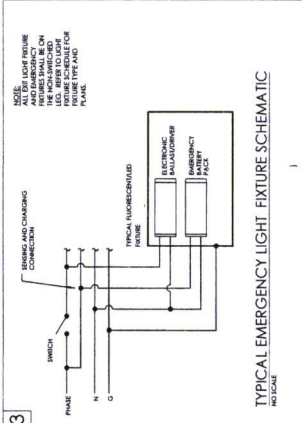 3
NOTE:
ALL EXIT LIGHT FIXTURE
AND EMERGENCY
FIXTURES SHALL BE ON
THE NON-SWITCHED
LEG. REFER TO LIGHT
FIXTURE SCHEDULE FOR
FIXTURE TYPE AND
PLANS.
SENSING AND CHARGING
CONNECTION
SWITCH
PHASE
N
G
TYPICAL FLUORESCENT/LED
FIXTURE
ELECTRONIC
BALLAST/DRIVER
EMERGENCY
BATTERY
PACK
TYPICAL EMERGENCY LIGHT FIXTURE SCHEMATIC
NO SCALE